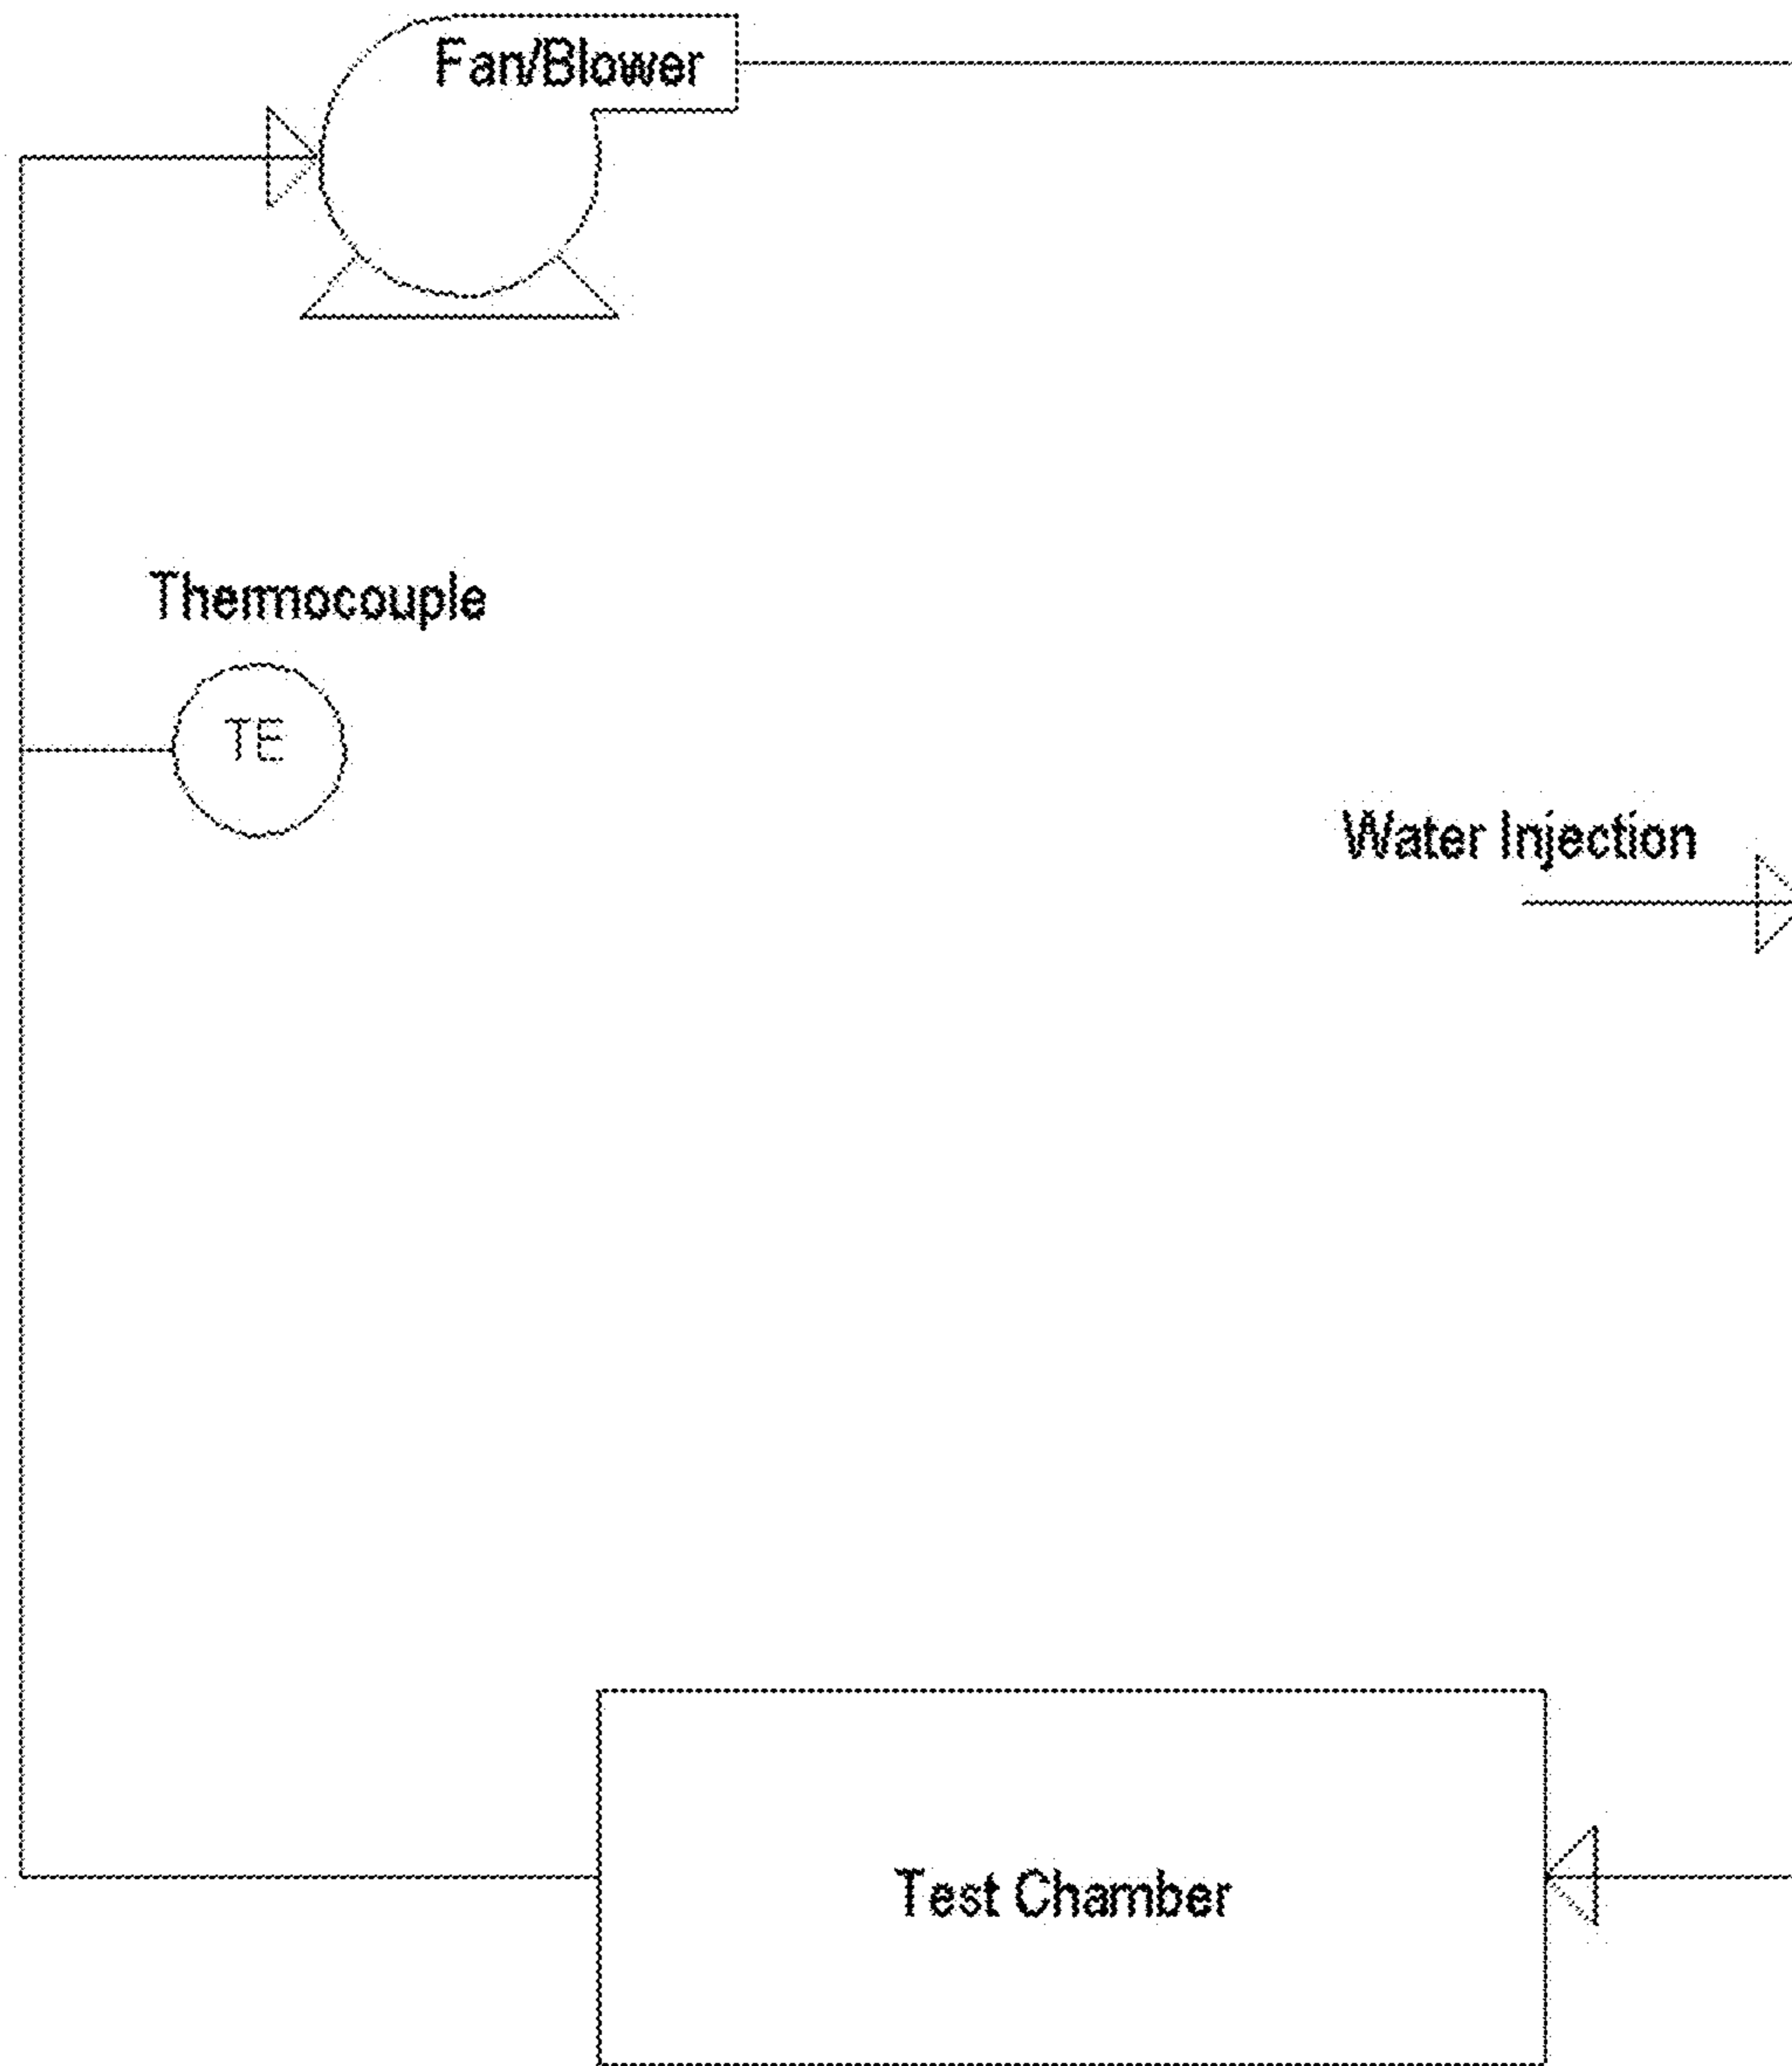 Fan/Blower
Thermocouple
TE
Water Injection
Test Chamber